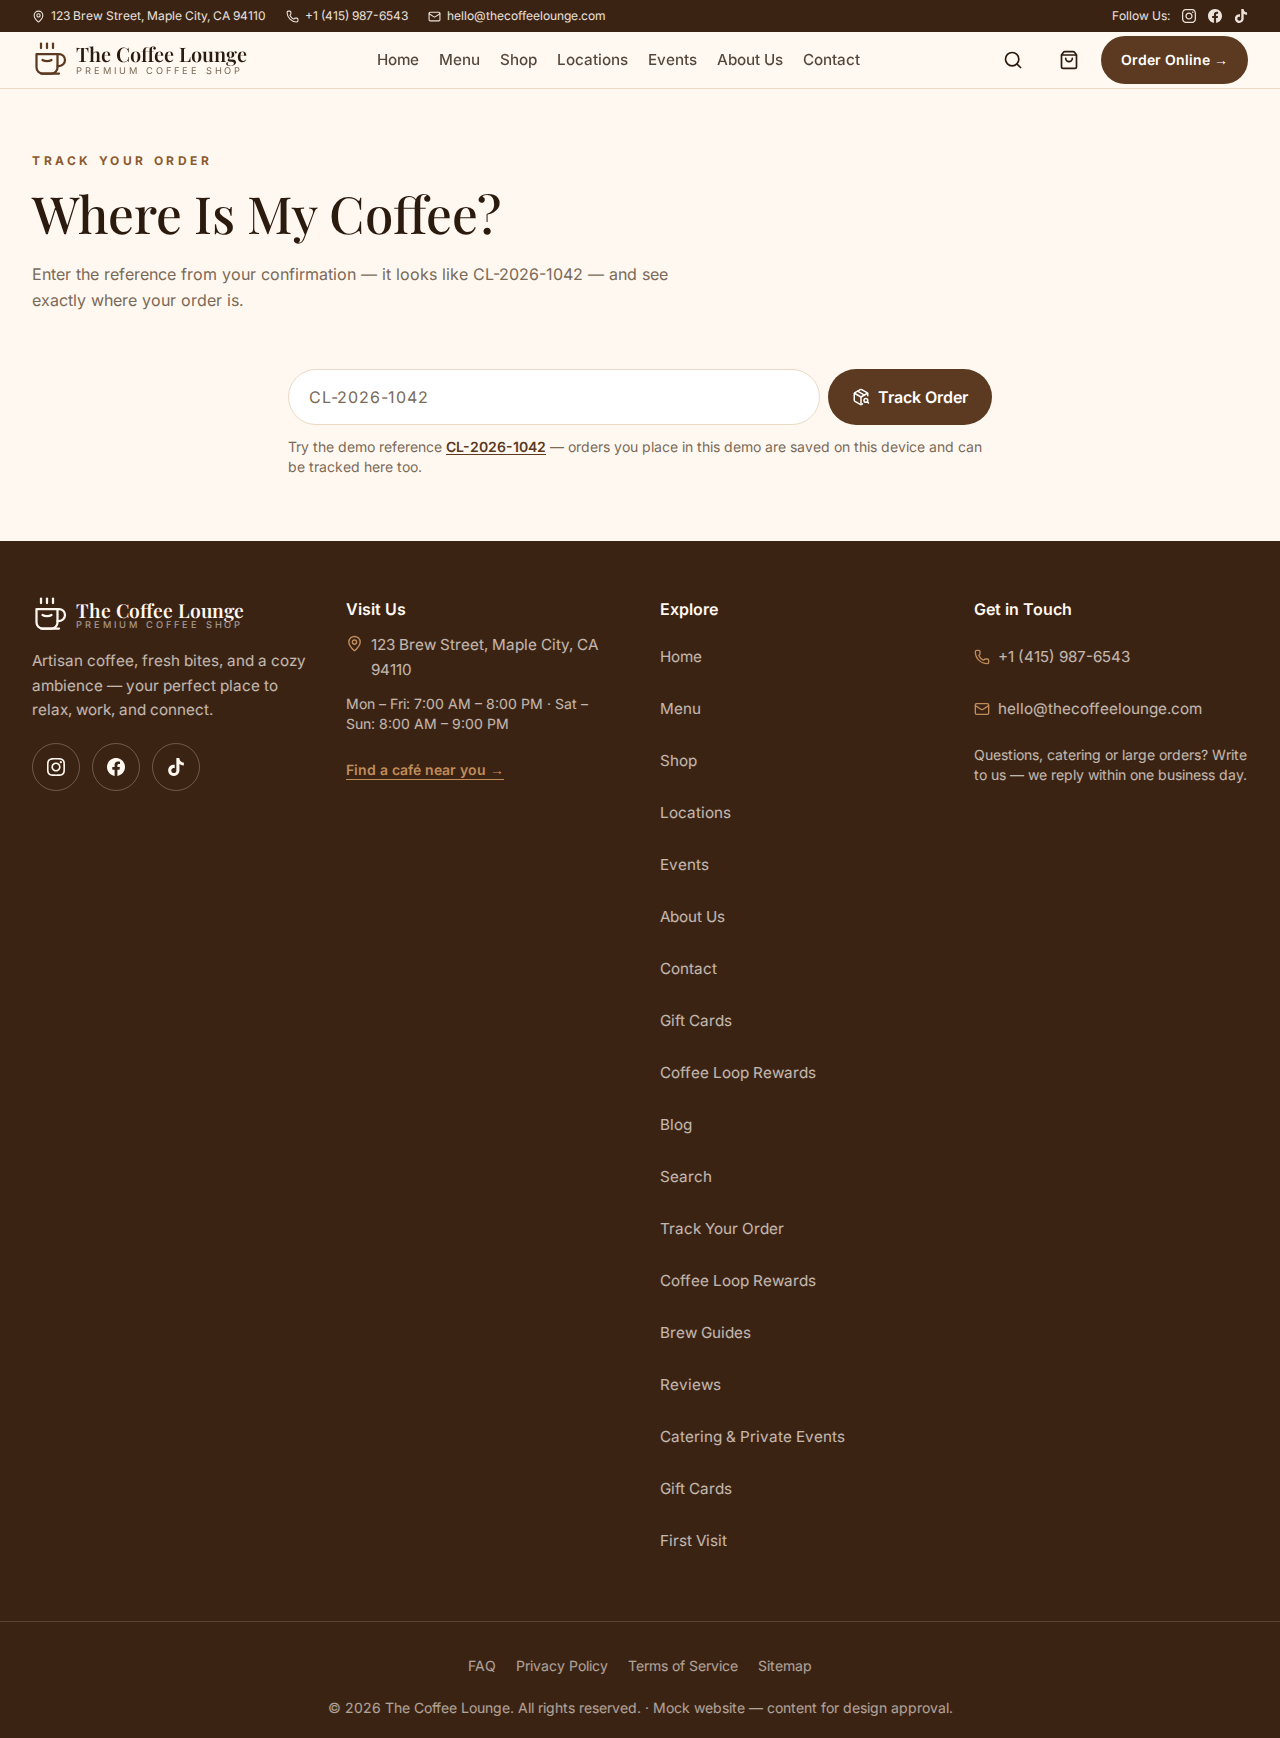 123 Brew Street, Maple City, CA 94110
+1 (415) 987-6543
hello@thecoffeelounge.com
Follow Us:
The Coffee Lounge
PREMIUM COFFEE SHOP
Home
Menu
Shop
Locations
Events
About Us
Contact
Order Online →
TRACK YOUR ORDER
Where Is My Coffee?
Enter the reference from your confirmation — it looks like CL-2026-1042 — and see
exactly where your order is.
CL-2026-1042
Track Order
Try the demo reference CL-2026-1042 — orders you place in this demo are saved on this device and can
be tracked here too.
The Coffee Lounge
PREMIUM COFFEE SHOP
Artisan coffee, fresh bites, and a cozy
ambience — your perfect place to
relax, work, and connect.
Visit Us
123 Brew Street, Maple City, CA
94110
Mon – Fri: 7:00 AM – 8:00 PM · Sat –
Sun: 8:00 AM – 9:00 PM
Find a café near you →
Explore
Home
Menu
Shop
Locations
Events
About Us
Contact
Gift Cards
Coffee Loop Rewards
Blog
Search
Track Your Order
Coffee Loop Rewards
Brew Guides
Reviews
Catering & Private Events
Gift Cards
First Visit
Get in Touch
+1 (415) 987-6543
hello@thecoffeelounge.com
Questions, catering or large orders? Write
to us — we reply within one business day.
FAQ
Privacy Policy
Terms of Service
Sitemap
© 2026 The Coffee Lounge. All rights reserved. · Mock website — content for design approval.